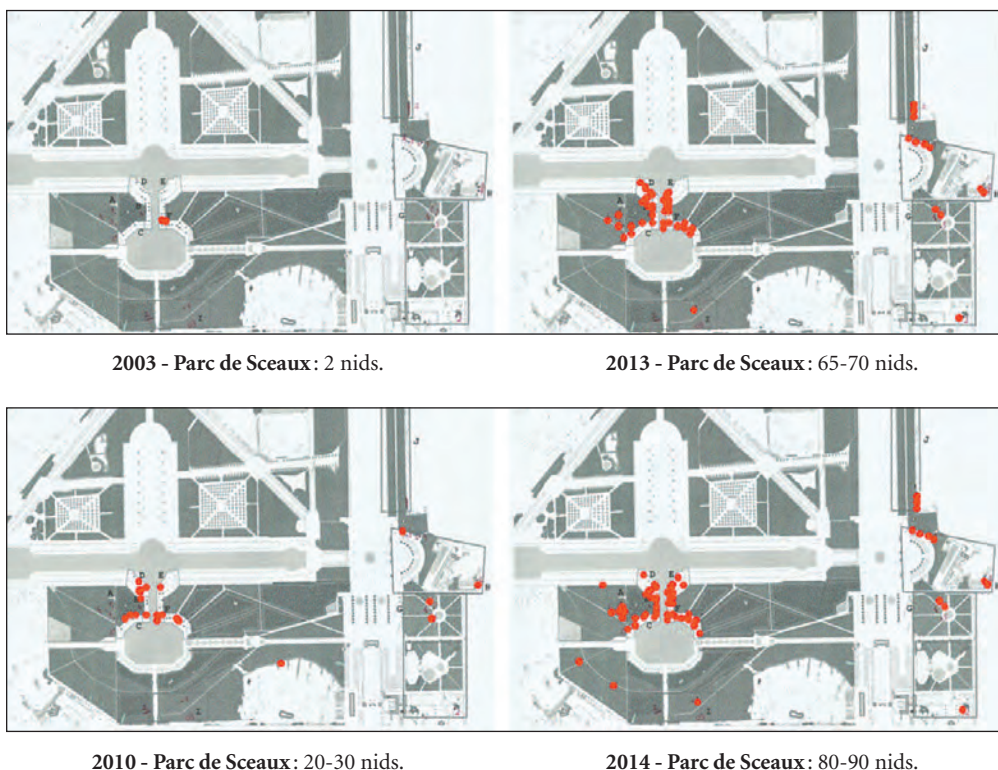 J
D E
A
B F
C
G
H
J
D E
A
F
C
G
H
2003 - Parc de Sceaux : 2 nids.
2013 - Parc de Sceaux : 65-70 nids.
J
D E
A
F
C
G
H
J
D E
A
F
C
G
H
2010 - Parc de Sceaux : 20-30 nids.
2014 - Parc de Sceaux : 80-90 nids.